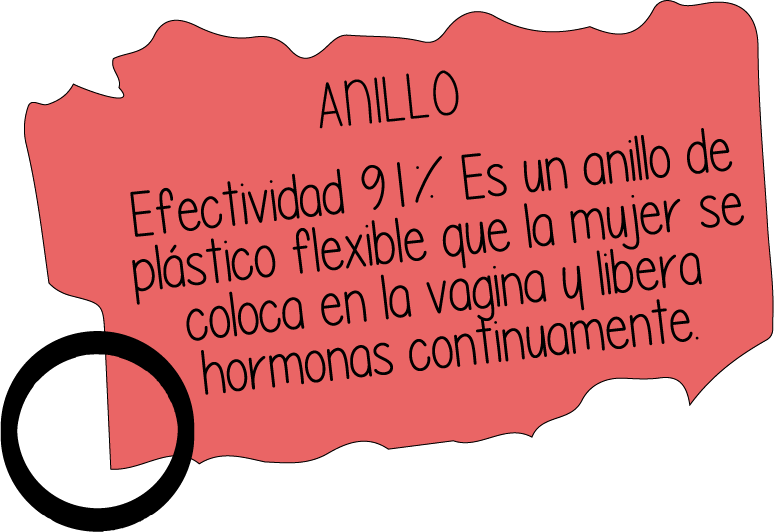 ANILLO
Efectividad 91% Es un anillo de
plástico flexible que la mujer se
coloca en la vagina y libera
hormonas continuamente.